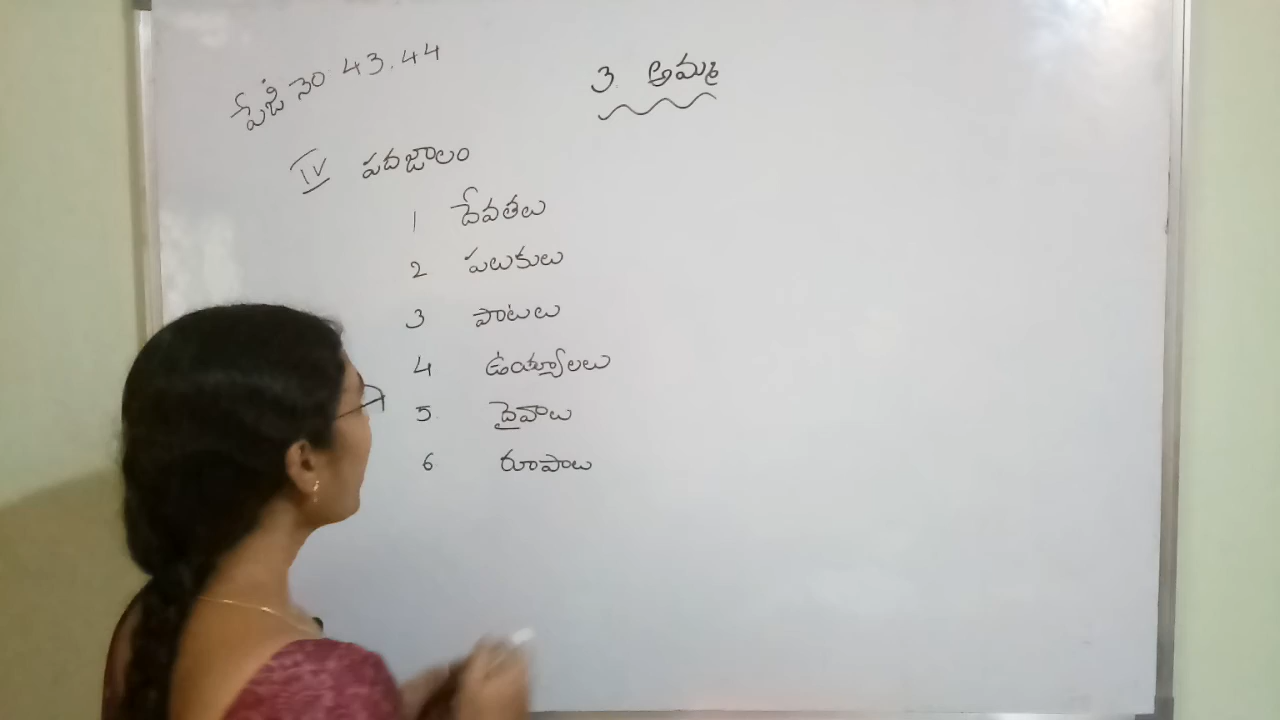 పేజి నెం 43.44
3. అమ్మ
IV పదజాలం
1 దేవతలు
2 పలుకులు
3 పాటలు
4 ఉయ్యాలలు
5. దైవాలు
6 రూపాలు